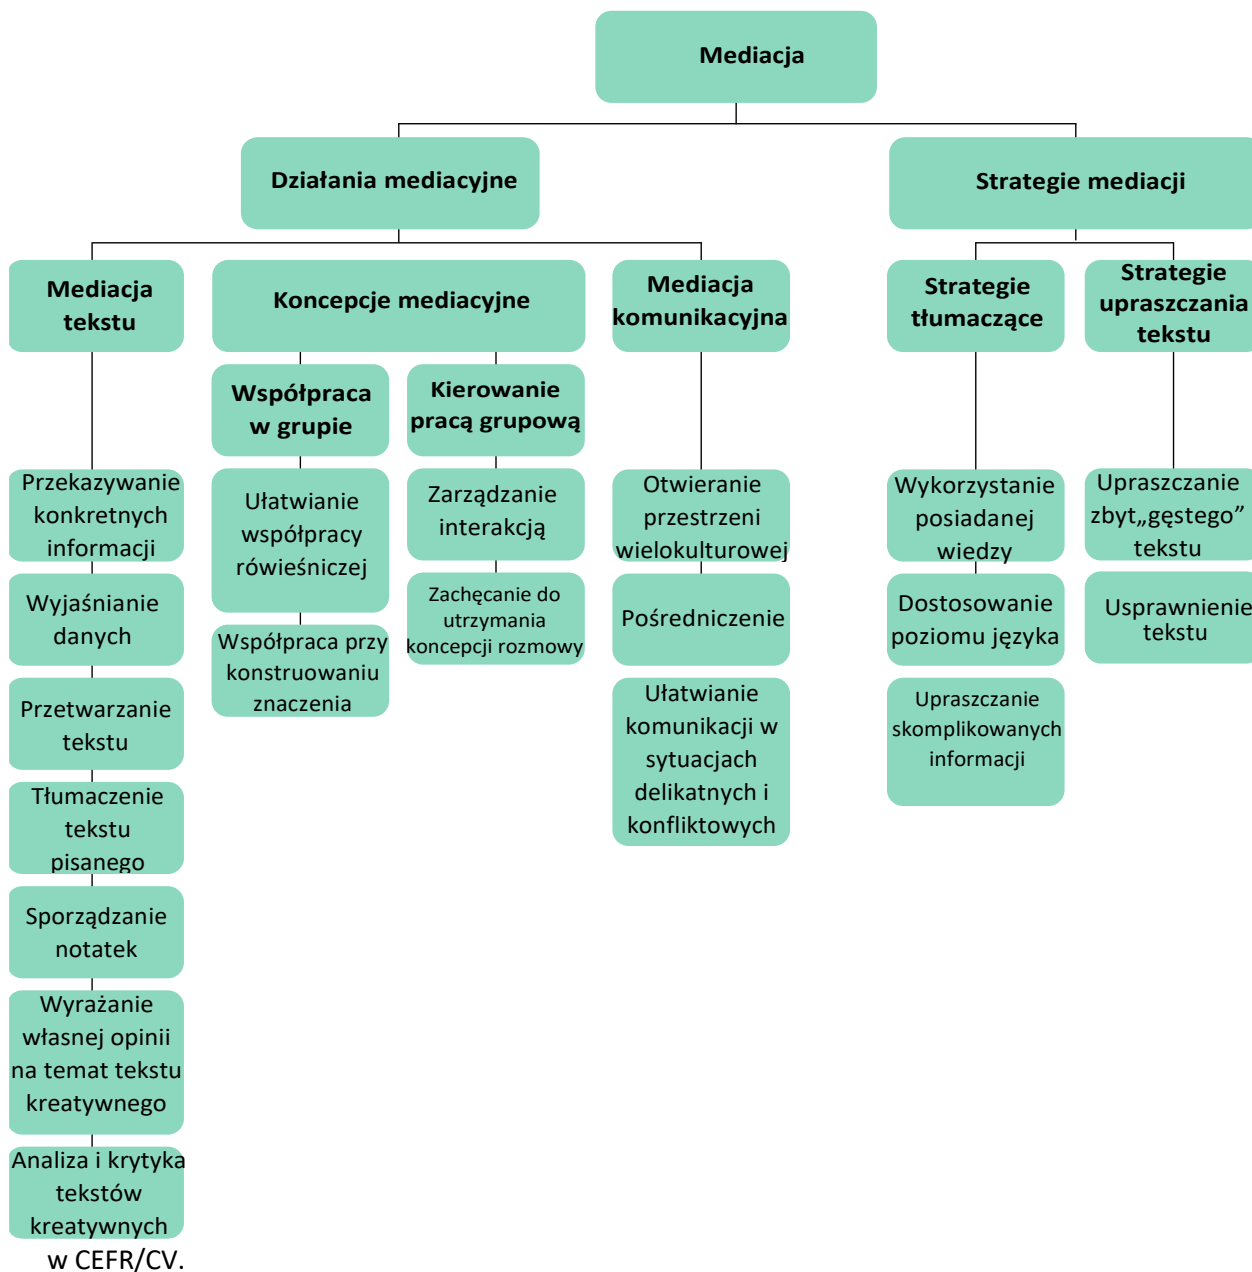 Mediacja
Działania mediacyjne
Strategie mediacji
Mediacja
tekstu
Koncepcje mediacyjne
Mediacja
komunikacyjna
Strategie
tłumaczące
Strategie
upraszczania
tekstu
Współpraca
w grupie
Kierowanie
pracą grupową
Przekazywanie
konkretnych
informacji
Wyjaśnianie
danych
Przetwarzanie
tekstu
Tłumaczenie
tekstu
pisanego
Sporządzanie
notatek
Wyrażanie
własnej opinii
na temat tekstu
kreatywnego
Analiza i krytyka
tekstów
kreatywnych
Ułatwianie
współpracy
rówieśniczej
Współpraca przy
konstruowaniu
znaczenia
Zarządzanie
interakcją
Zachęcanie do
utrzymania
koncepcji rozmowy
Otwieranie
przestrzeni
wielokulturowej
Pośredniczenie
Ułatwianie
komunikacji w
sytuacjach
delikatnych i
konfliktowych
Wykorzystanie
posiadanej
wiedzy
Dostosowanie
poziomu języka
Upraszczanie
skomplikowanych
informacji
Upraszczanie
zbyt„gęstego”
tekstu
Usprawnienie
tekstu
w CEFR/CV.